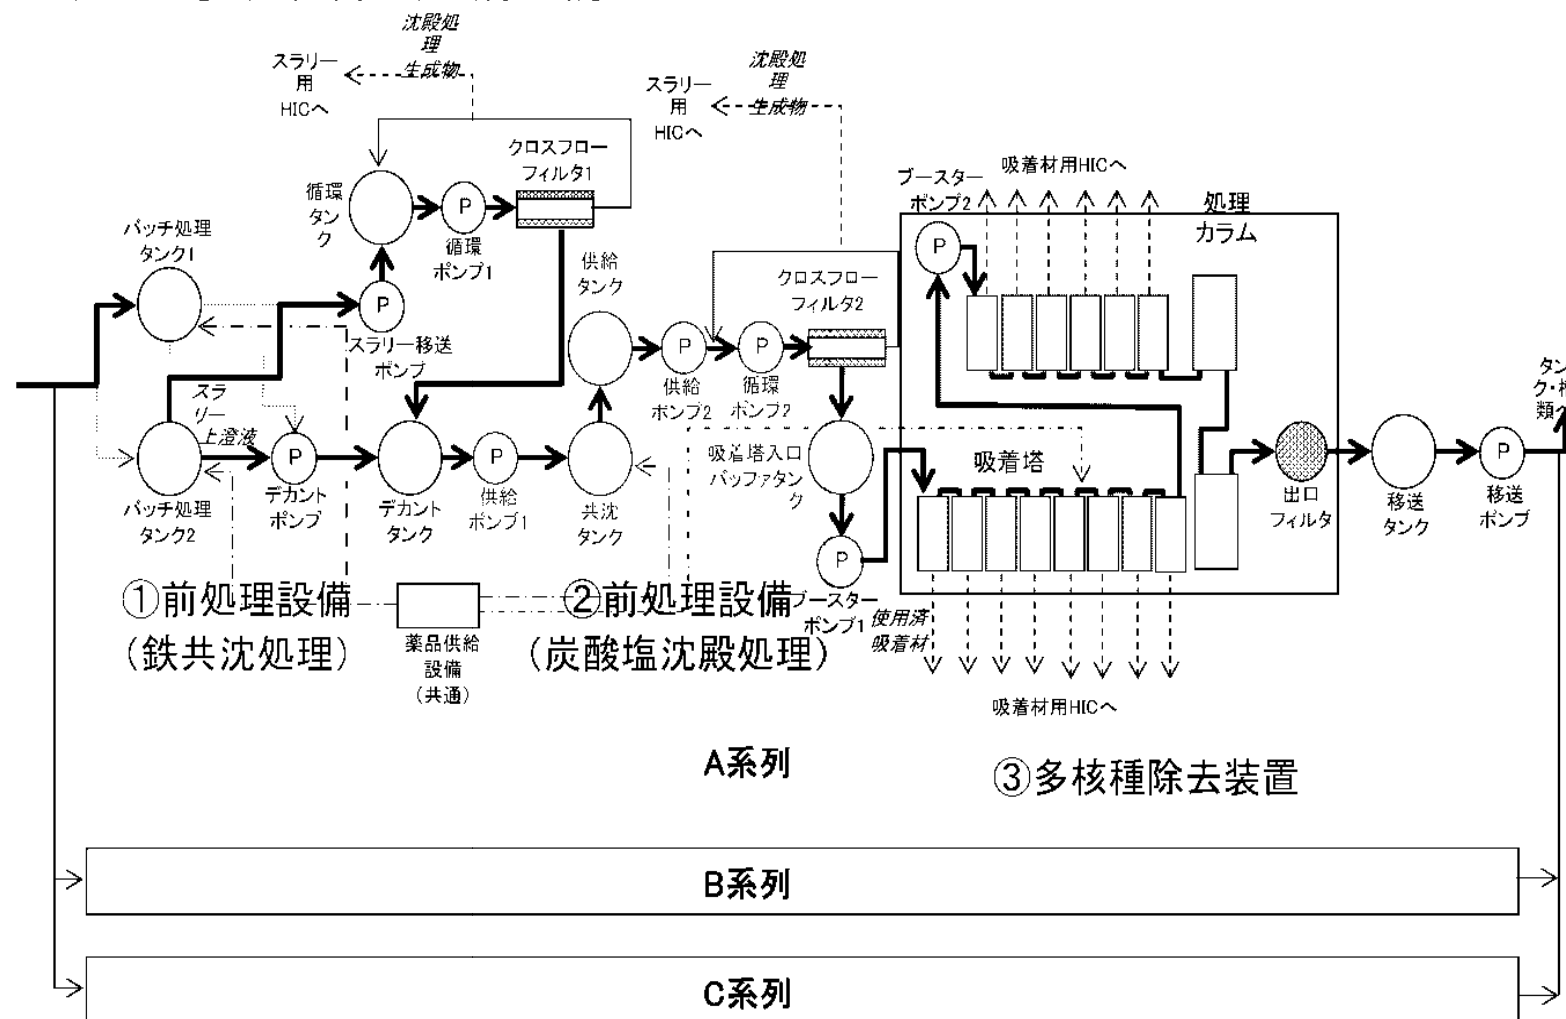 沈殿処
理
生成物
スラリー
用
HICへ
沈殿処
理
生成物
スラリー
用
HICへ
クロスフロー
フィルタ1
循環
タン
ク
P
循環
ポンプ1
バッチ処理
タンク1
P
スラリー移送
ポンプ
供給
タンク
クロスフロー
フィルタ2
P
供給
ポンプ2
P
循環
ポンプ2
ブースター
ポンプ2
P
吸着材用HICへ
処理
カラム
スラ
リー
上澄液
バッチ処理
タンク2
P
デカント
ポンプ
デカント
タンク
P
供給
ポンプ1
共沈
タンク
吸着塔入口
バッファタン
ク
吸着塔
出口
フィルタ
移送
タンク
P
移送
ポンプ
タン
ク・
類へ
P
ブースター
ポンプ1
使用済
吸着材
吸着材用HICへ
①前処理設備
(鉄共沈処理)
薬品供給
設備
(共通)
②前処理設備
(炭酸塩沈殿処理)
A系列
③多核種除去装置
B系列
C系列